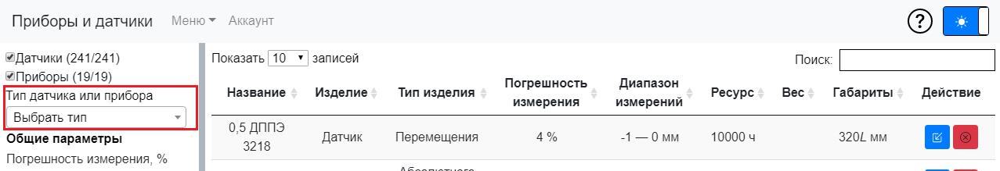 Приборы и датчики Меню Аккаунт
Датчики (241/241)
Приборы (19/19)
Тип датчика или прибора
Выбрать тип
Общие параметры
Погрешность измерения, %
Показать 10 записей
Поиск:
Название Изделие Тип изделия Погрешность измерения Диапазон измерений Ресурс Вес Габариты Действие
0,5 ДППЭ 3218 Датчик Перемещения 4 % -1 — 0 мм 10000 ч 320L мм